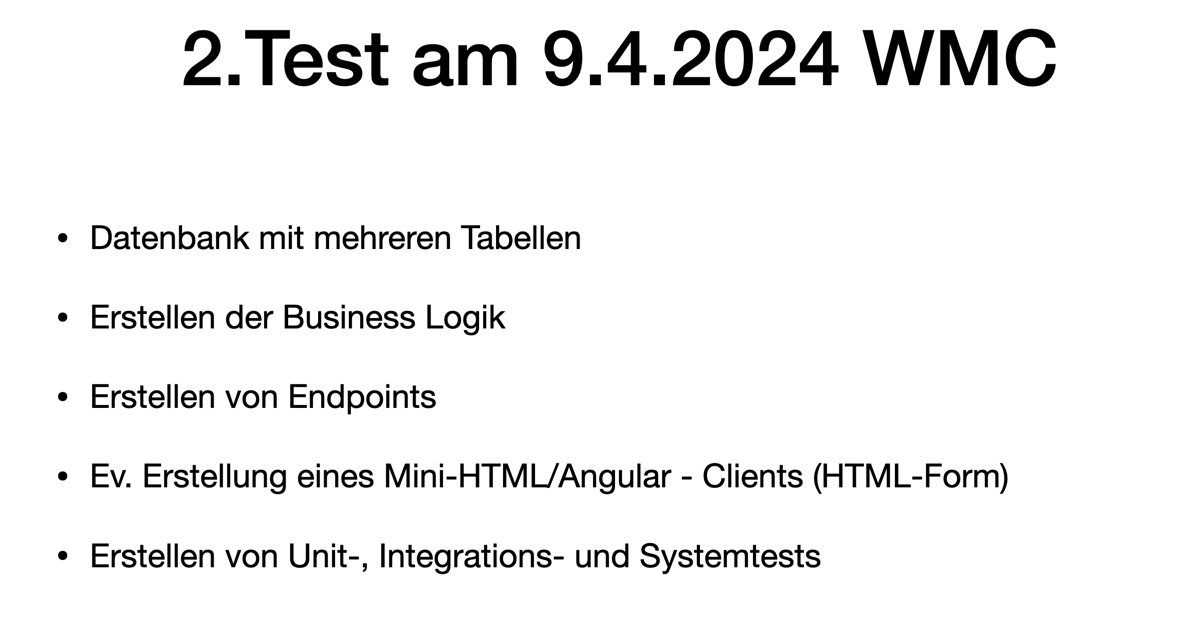 2.Test am 9.4.2024 WMC
• Datenbank mit mehreren Tabellen
• Erstellen der Business Logik
• Erstellen von Endpoints
• Ev. Erstellung eines Mini-HTML/Angular - Clients (HTML-Form)
• Erstellen von Unit-, Integrations- und Systemtests